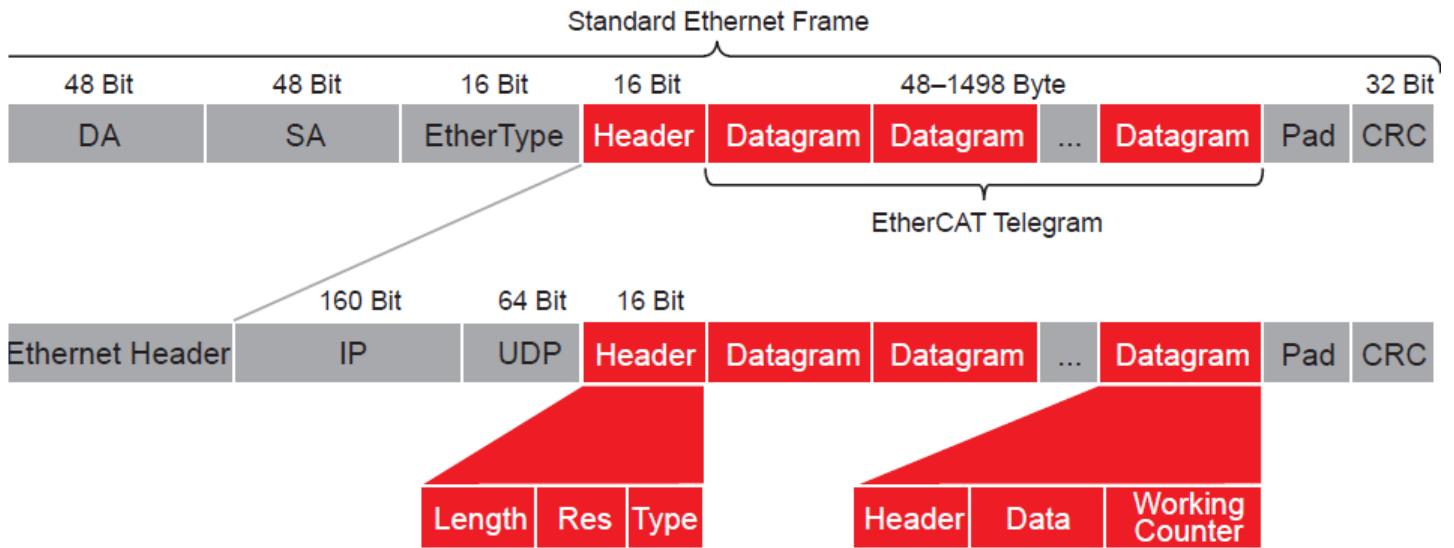 Standard Ethernet Frame
48 Bit 48 Bit 16 Bit 16 Bit 48–1498 Byte 32 Bit
DA SA EtherType Header Datagram Datagram ... Datagram Pad CRC
EtherCAT Telegram
160 Bit 64 Bit 16 Bit
Ethernet Header IP UDP Header Datagram Datagram ... Datagram Pad CRC
Length Res Type Header Data Working
Counter